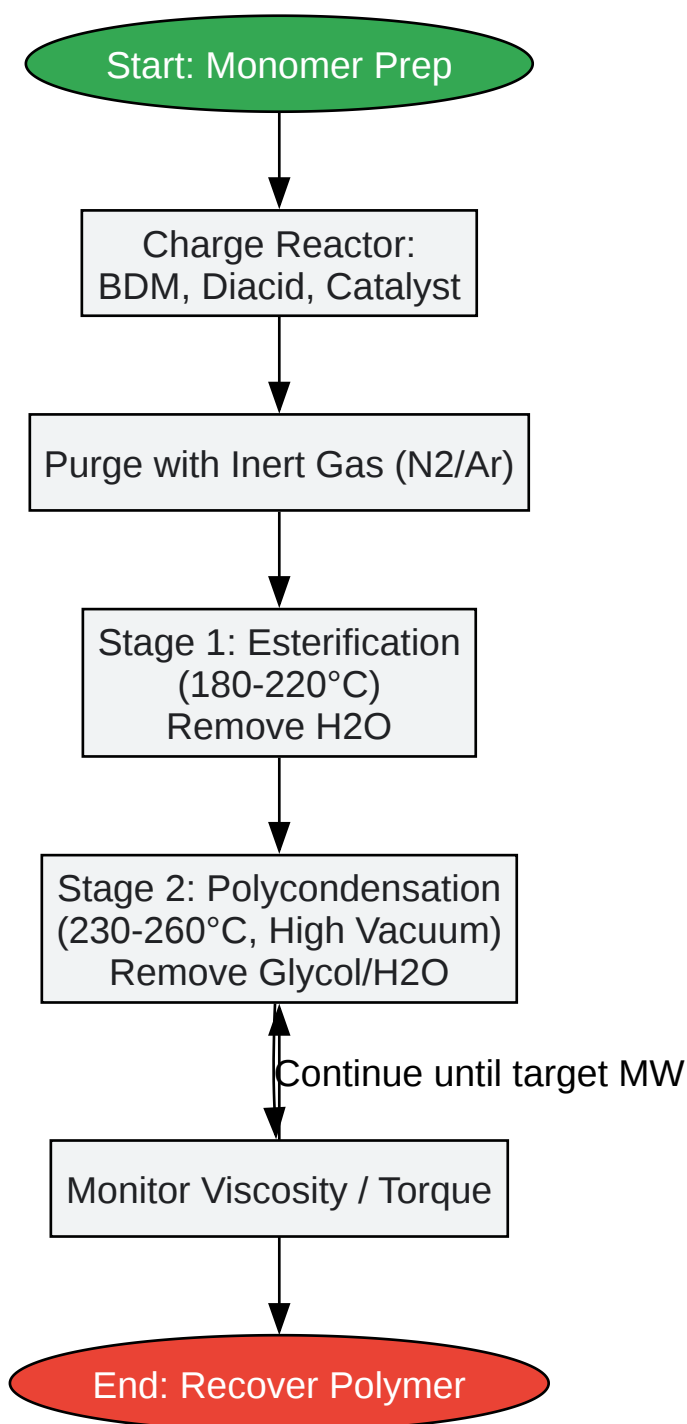 Start: Monomer Prep
Charge Reactor:
BDM, Diacid, Catalyst
Purge with Inert Gas (N2/Ar)
Stage 1: Esterification
(180-220°C)
Remove H2O
Stage 2: Polycondensation
(230-260°C, High Vacuum)
Remove Glycol/H2O
Continue until target MW
Monitor Viscosity / Torque
End: Recover Polymer